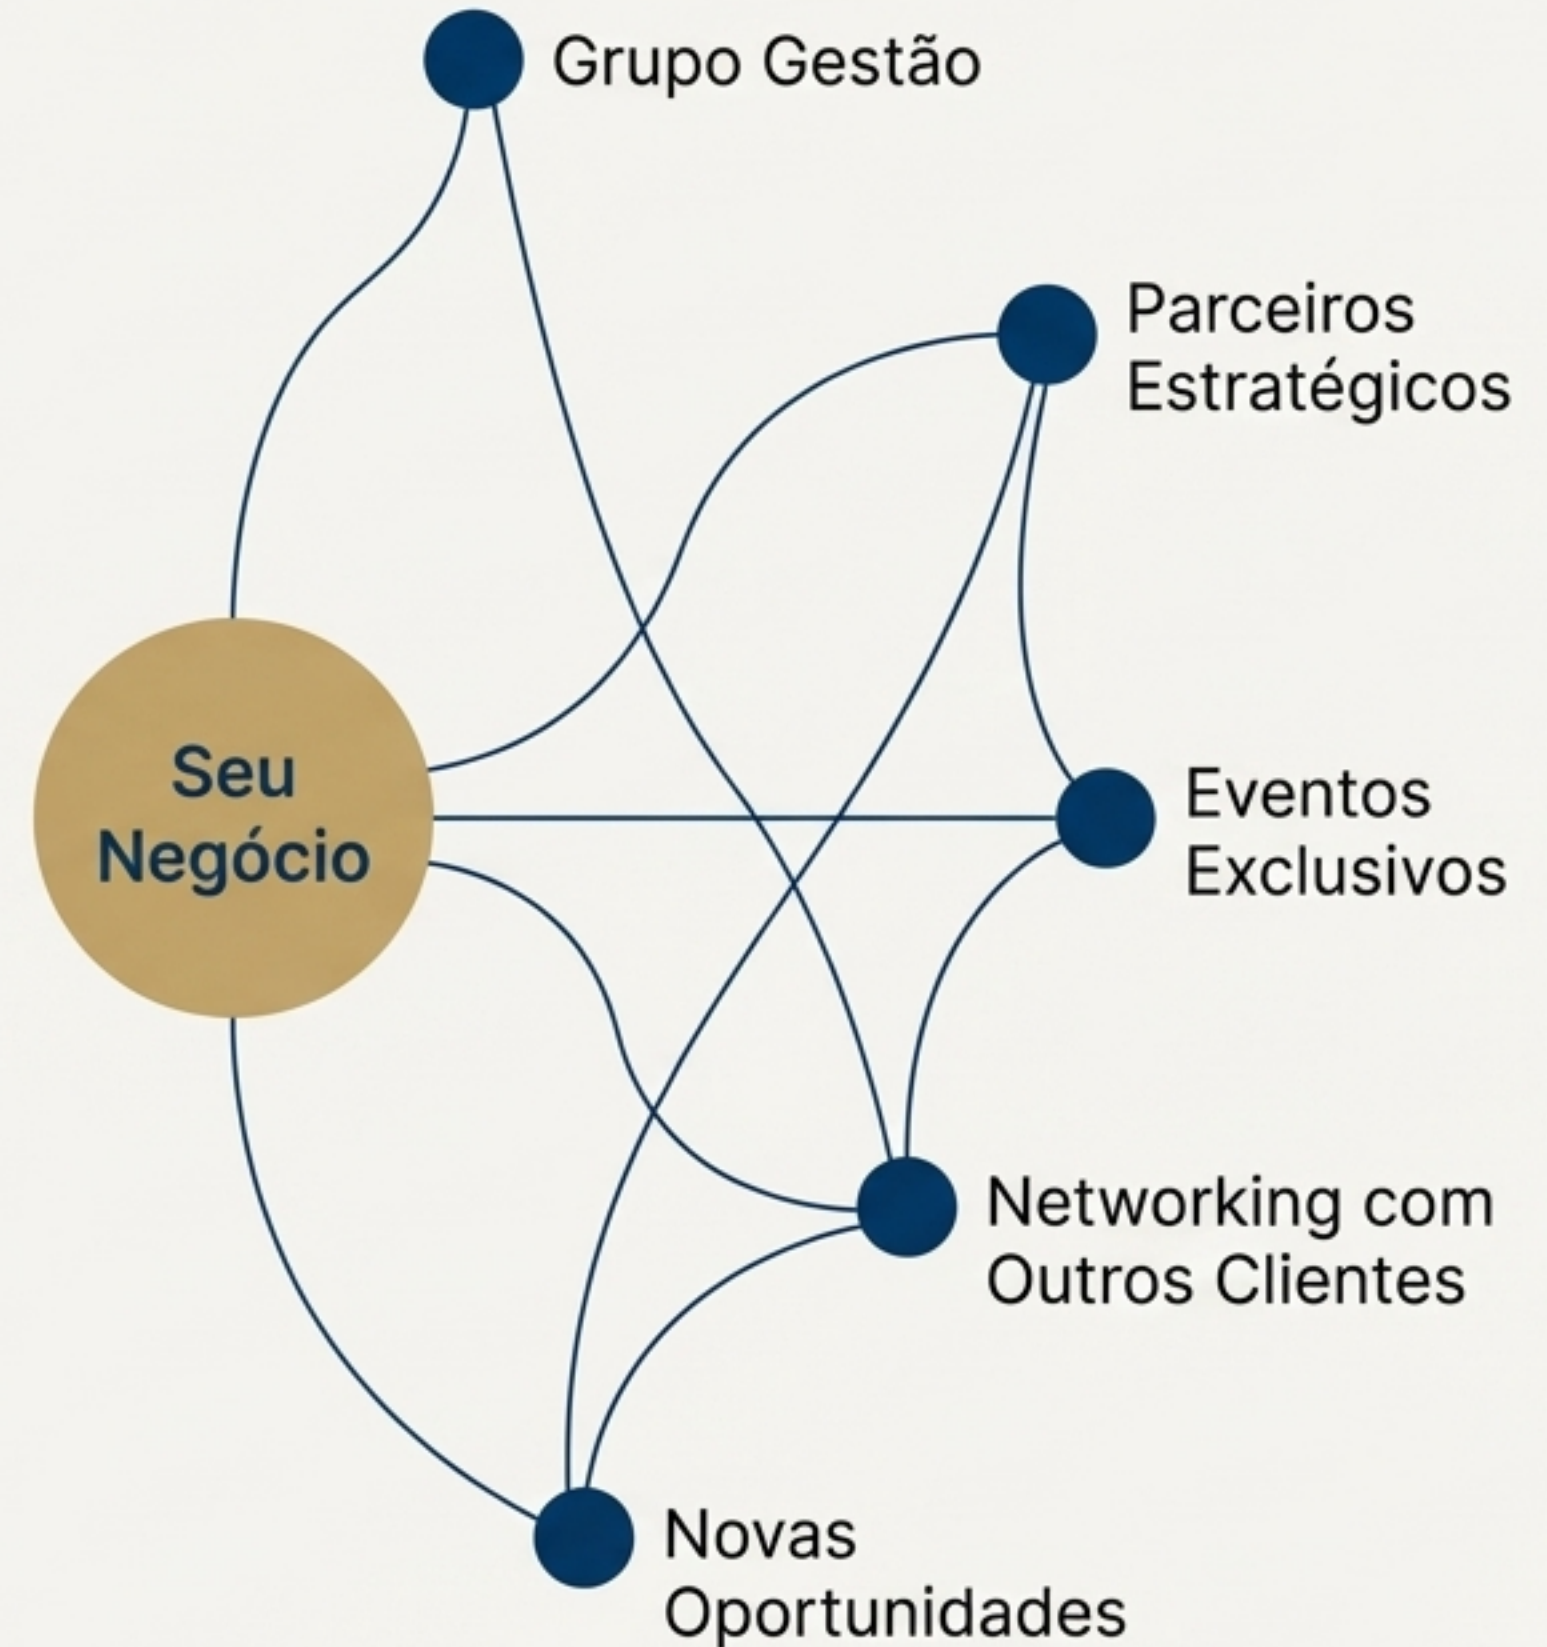 Grupo Gestão
Parceiros
Estratégicos
Seu
Negócio
Eventos
Exclusivos
Networking com
Outros Clientes
Novas
Oportunidades